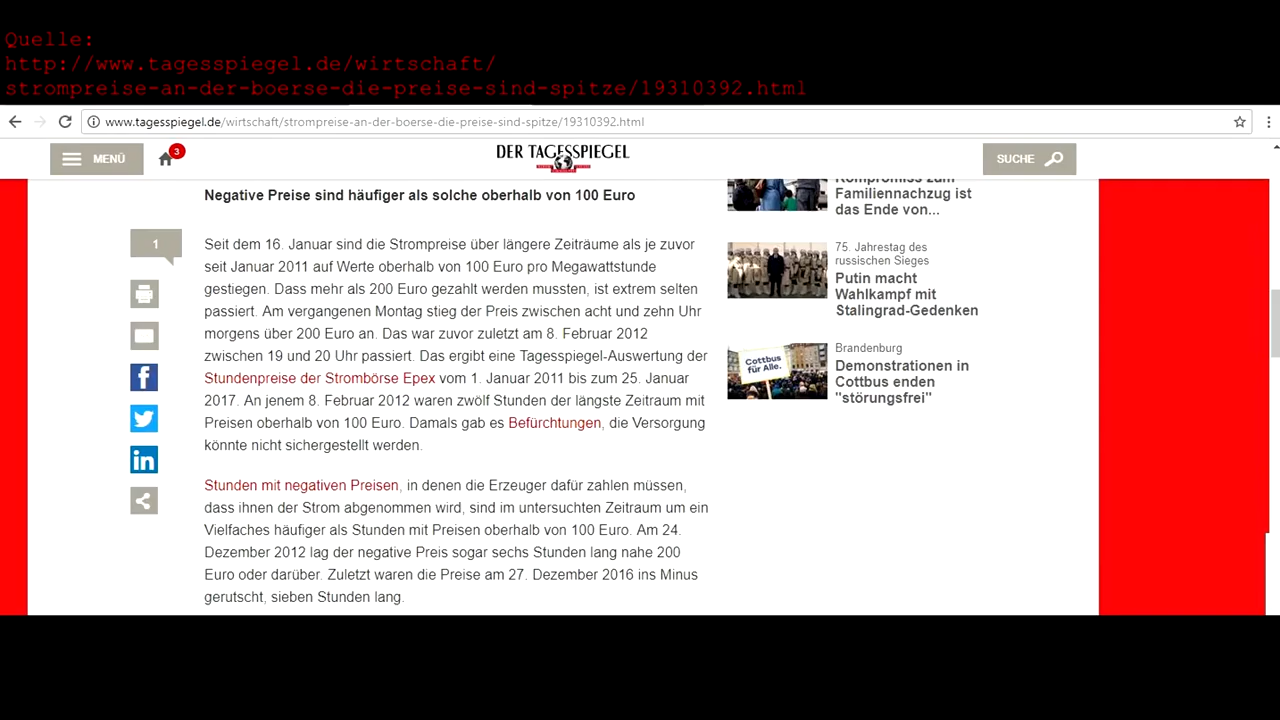 Quelle:
http://www.tagesspiegel.de/wirtschaft/
strompreise-an-der-boerse-die-preise-sind-spitze/19310392.html
www.tagesspiegel.de/wirtschaft/strompreise-an-der-boerse-die-preise-sind-spitze/19310392.html
MENÜ
3
DER TAGESSPIEGEL
SUCHE
Negative Preise sind häufiger als solche oberhalb von 100 Euro
1
Seit dem 16. Januar sind die Strompreise über längere Zeiträume als je zuvor
seit Januar 2011 auf Werte oberhalb von 100 Euro pro Megawattstunde
gestiegen. Dass mehr als 200 Euro gezahlt werden mussten, ist extrem selten
passiert. Am vergangenen Montag stieg der Preis zwischen acht und zehn Uhr
morgens über 200 Euro an. Das war zuvor zuletzt am 8. Februar 2012
zwischen 19 und 20 Uhr passiert. Das ergibt eine Tagesspiegel-Auswertung der
Stundenpreise der Strombörse Epex vom 1. Januar 2011 bis zum 25. Januar
2017. An jenem 8. Februar 2012 waren zwölf Stunden der längste Zeitraum mit
Preisen oberhalb von 100 Euro. Damals gab es Befürchtungen, die Versorgung
könnte nicht sichergestellt werden.
Stunden mit negativen Preisen, in denen die Erzeuger dafür zahlen müssen,
dass ihnen der Strom abgenommen wird, sind im untersuchten Zeitraum um ein
Vielfaches häufiger als Stunden mit Preisen oberhalb von 100 Euro. Am 24.
Dezember 2012 lag der negative Preis sogar sechs Stunden lang nahe 200
Euro oder darüber. Zuletzt waren die Preise am 27. Dezember 2016 ins Minus
gerutscht, sieben Stunden lang.
Kompromiss zum
Familiennachzug ist
das Ende von...
75. Jahrestag des
russischen Sieges
Putin macht
Wahlkampf mit
Stalingrad-Gedenken
Cottbus
für Alle.
Brandenburg
Demonstrationen in
Cottbus enden
"störungsfrei"